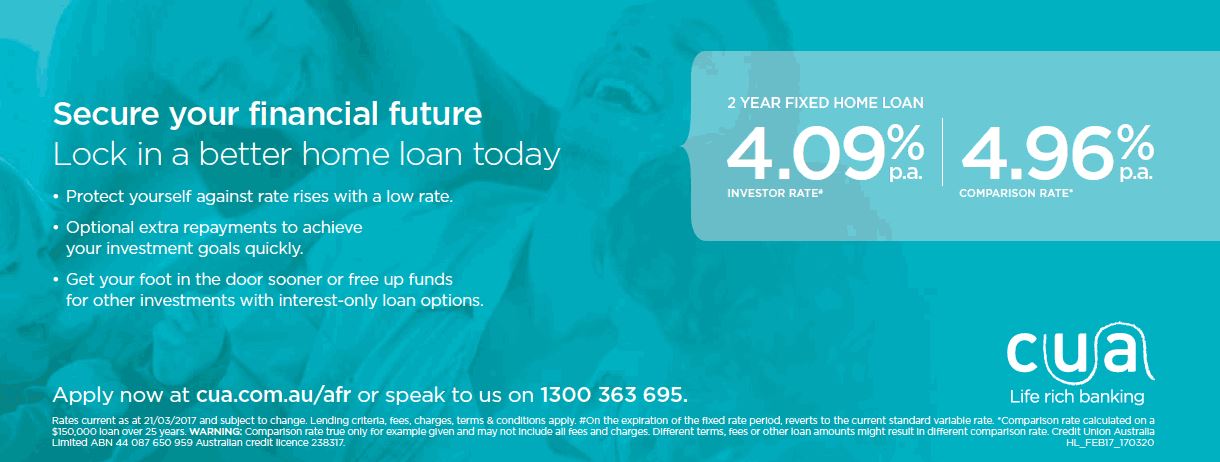 Secure your financial future
Lock in a better home loan today
• Protect yourself against rate rises with a low rate.
• Optional extra repayments to achieve
your investment goals quickly.
• Get your foot in the door sooner or free up funds
for other investments with interest-only loan options.
2 YEAR FIXED HOME LOAN
4.09% p.a.
INVESTOR RATE#
4.96% p.a.
COMPARISON RATE*
cua
Life rich banking
Apply now at cua.com.au/afr or speak to us on 1300 363 695.
Rates current as at 21/03/2017 and subject to change. Lending criteria, fees, charges, terms & conditions apply. #On the expiration of the fixed rate period, reverts to the current standard variable rate. *Comparison rate calculated on a
$150,000 loan over 25 years. WARNING: Comparison rate true only for example given and may not include all fees and charges. Different terms, fees or other loan amounts might result in different comparison rate. Credit Union Australia
Limited ABN 44 087 650 959 Australian credit licence 238317.
HL_FEB17_170320